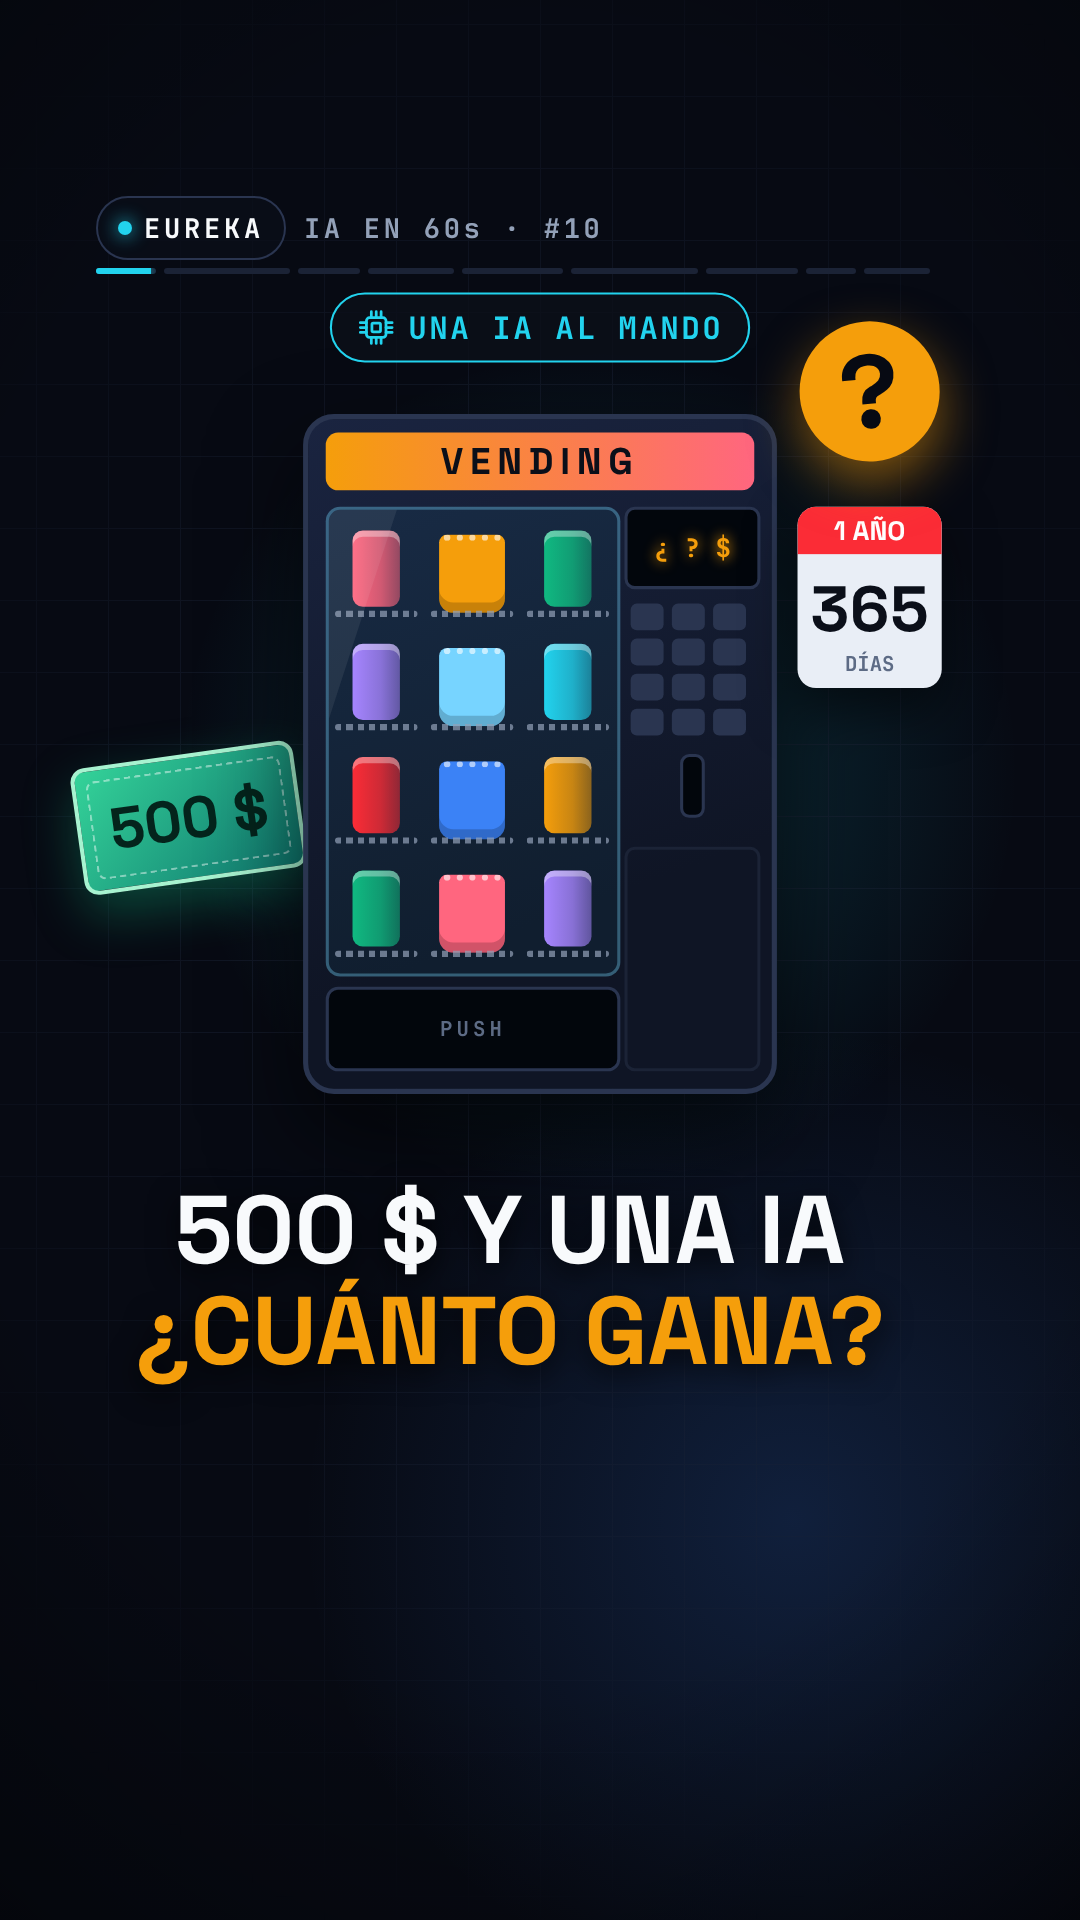 EUREKA IA EN 60s · #10
UNA IA AL MANDO
?
VENDING
¿ ? $
1 AÑO
365
DÍAS
500 $
PUSH
500 $ Y UNA IA
¿CUÁNTO GANA?